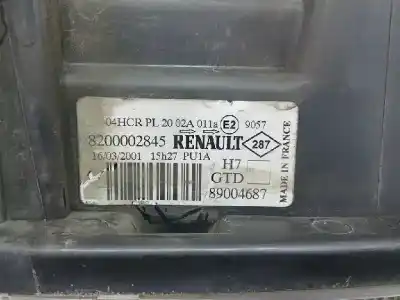 04HCR PL 20 02A 011a E2 9057
8200002845 RENAULT 287
16/03/2001 15h27 PU1A
H7
GTD
89004687
MADE IN FRANCE